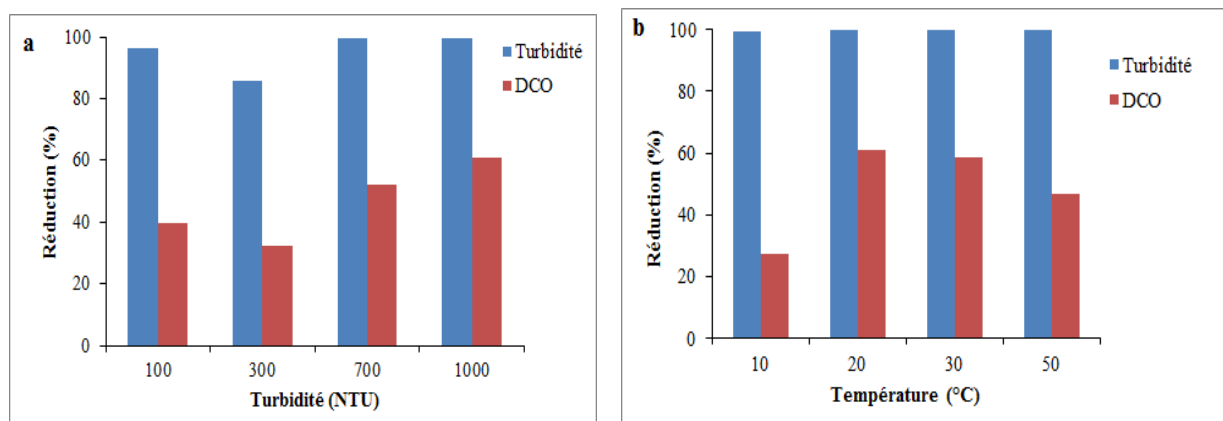 a
100
80
60
40
20
0
Réduction (%)
100 300 700 1000
Turbidité (NTU)
Turbidité
DCO
b
100
80
60
40
20
0
Réduction (%)
10 20 30 50
Température (°C)
Turbidité
DCO